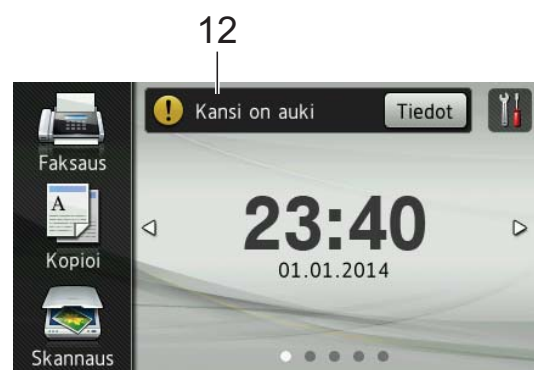 12
Kansi on auki
Tiedot
Faksaus
A
Kopioi
Skannaus
23:40
01.01.2014